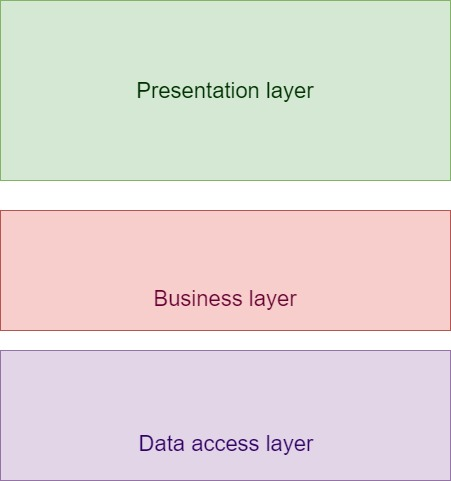 Presentation layer
Business layer
Data access layer